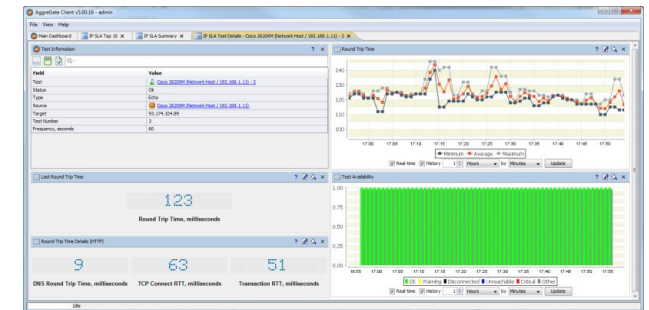 AggreGate Client v5.00.16 - admin
File View Help
Main Dashboard IP SLA Top 10 IP SLA Summary IP SLA Test Details - Cisco 2620XM (Network Host / 192.168.1.11) - 3
Test Information
Field Value
Test Cisco 2620XM (Network Host / 192.168.1.11) - 3
Status Ok
Type Echo
Source Cisco 2620XM (Network Host / 192.168.1.11)
Target 93.174.104.89
Test Number 3
Frequency, seconds 60
Round Trip Time
140
130
120
110
100
17:00 17:05 17:10 17:15 17:20 17:25 17:30 17:35 17:40 17:45 17:50
Minimum Average Maximum
Real-time History 1 Hours by Minutes Update
Last Round Trip Time
123
Round Trip Time, milliseconds
Round Trip Time Details (HTTP)
9 63 51
DNS Round Trip Time, milliseconds TCP Connect RTT, milliseconds Transaction RTT, milliseconds
Test Availability
1.00
0.75
0.50
0.25
0.00
16:55 17:00 17:05 17:10 17:15 17:20 17:25 17:30 17:35 17:40 17:45 17:50 17:55
Ok Warning Disconnected Unreachable Critical Other
Real-time History 1 Hours by Minutes Update
Idle